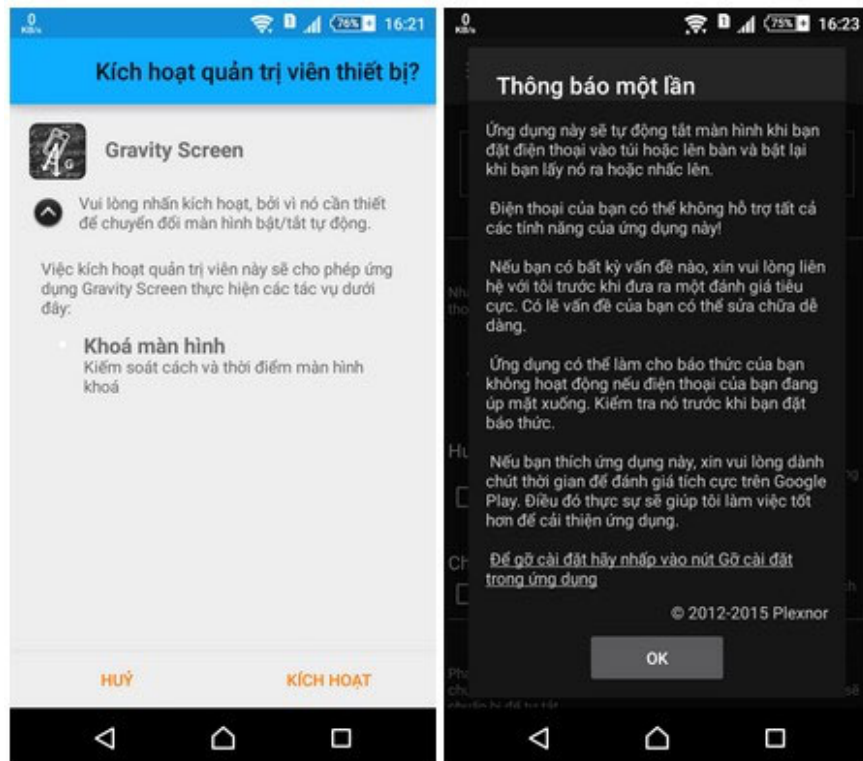 0
KB/s
76%
16:21
Kích hoạt quản trị viên thiết bị?
Gravity Screen
Vui lòng nhấn kích hoạt, bởi vì nó cần thiết
để chuyển đổi màn hình bật/tắt tự động.
Việc kích hoạt quản trị viên này sẽ cho phép ứng
dụng Gravity Screen thực hiện các tác vụ dưới
đây:
Khoá màn hình
Kiểm soát cách và thời điểm màn hình
khoá
HUỶ
KÍCH HOẠT
0
KB/s
75%
16:23
Thông báo một lần
Ứng dụng này sẽ tự động tắt màn hình khi bạn
đặt điện thoại vào túi hoặc lên bàn và bật lại
khi bạn lấy nó ra hoặc nhấc lên.
Điện thoại của bạn có thể không hỗ trợ tất cả
các tính năng của ứng dụng này!
Nếu bạn có bất kỳ vấn đề nào, xin vui lòng liên
hệ với tôi trước khi đưa ra một đánh giá tiêu
cực. Có lẽ vấn đề của bạn có thể sửa chữa dễ
dàng.
Ứng dụng có thể làm cho báo thức của bạn
không hoạt động nếu điện thoại của bạn đang
úp mặt xuống. Kiểm tra nó trước khi bạn đặt
báo thức.
Nếu bạn thích ứng dụng này, xin vui lòng dành
chút thời gian để đánh giá tích cực trên Google
Play. Điều đó thực sự sẽ giúp tôi làm việc tốt
hơn để cải thiện ứng dụng.
Để gỡ cài đặt hãy nhấp vào nút Gỡ cài đặt
trong ứng dụng
© 2012-2015 Plexnor
OK